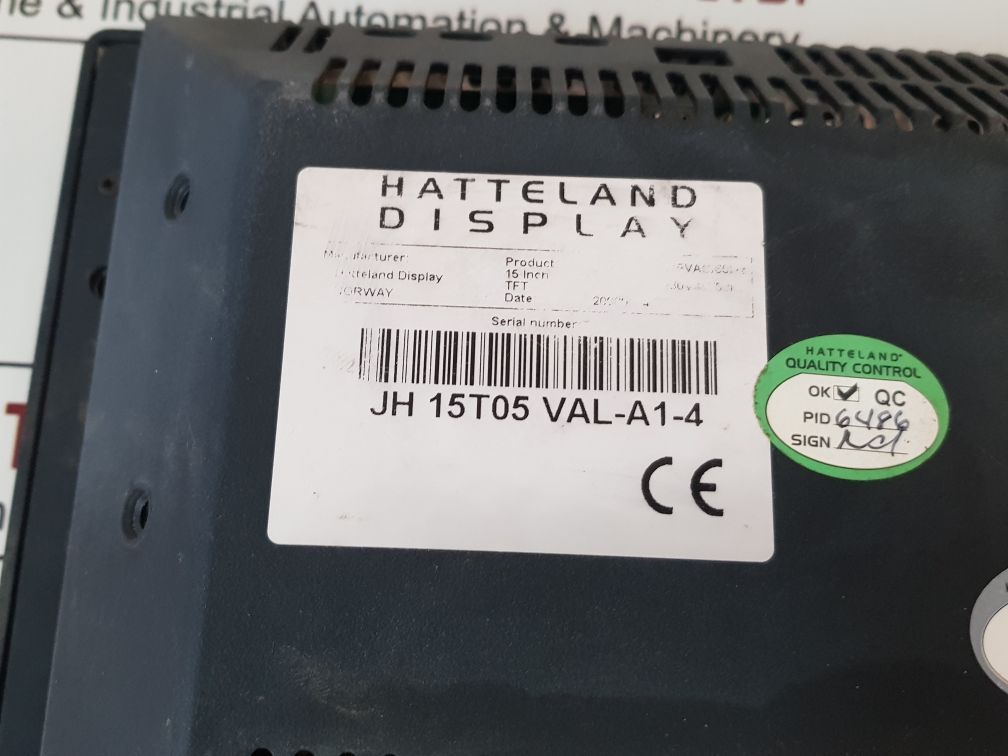 & Industrial Automation & Machinery
HATTELAND
DISPLAY
Manufacturer:
Hatteland Display
NORWAY
Product
15 Inch
TFT
Date
Serial number
JH 15T05 VAL-A1-4
CE
HATTELAND
QUALITY CONTROL
OK QC
PID 6486
SIGN